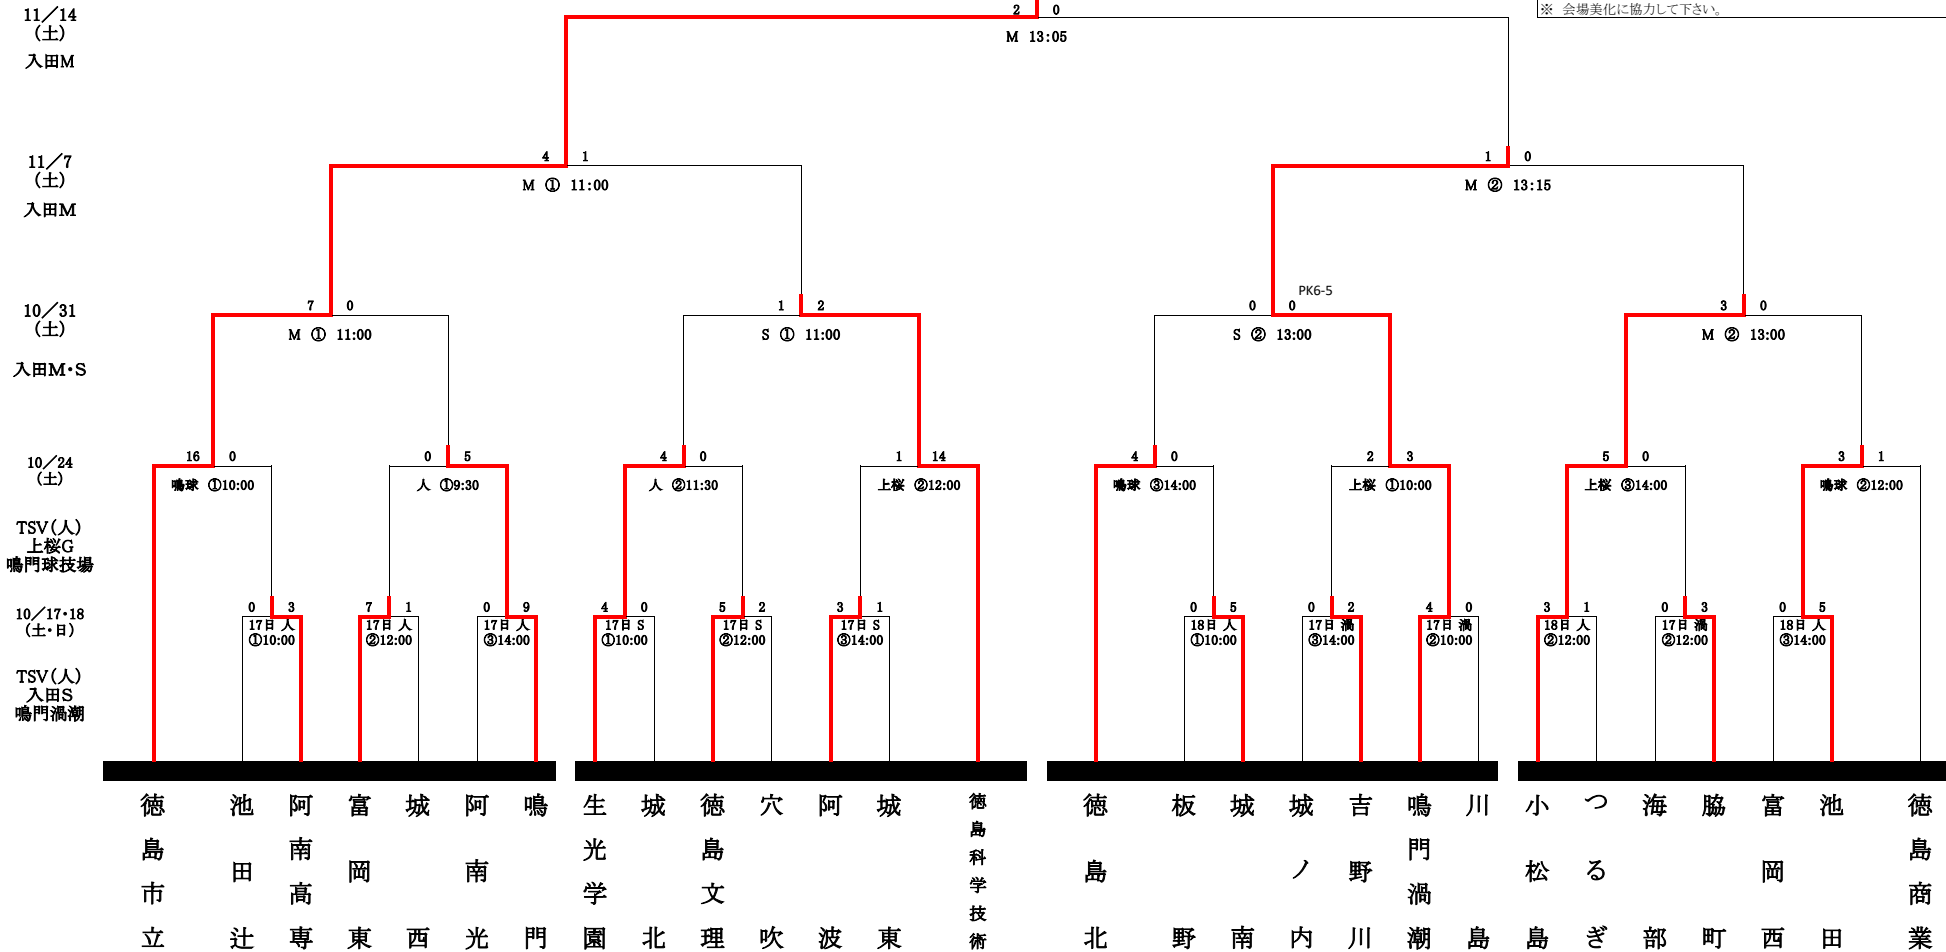 11／14
（土）
入田M
2 0
M 13:05
※ 会場美化に協力して下さい。
11／7
（土）
入田M
4 1
M ① 11:00
1 0
M ② 13:15
10／31
（土）
入田M・S
7 0
M ① 11:00
1 2
S ① 11:00
PK6-5
0 0
S ② 13:00
3 0
M ② 13:00
10／24
（土）
TSV（人）
上桜G
鳴門球技場
16 0
鳴球 ①10:00
0 5
人 ①9:30
4 0
人 ②11:30
1 14
上桜 ②12:00
4 0
鳴球 ③14:00
2 3
上桜 ①10:00
5 0
上桜 ③14:00
3 1
鳴球 ②12:00
10／17・18
（土・日）
TSV（人）
入田S
鳴門渦潮
0 3
17日 人
①10:00
7 1
17日 人
②12:00
0 9
17日 人
③14:00
4 0
17日 S
①10:00
5 2
17日 S
②12:00
3 1
17日 S
③14:00
0 5
18日 人
①10:00
0 2
17日 渦
③14:00
4 0
17日 渦
②10:00
3 1
18日 人
②12:00
0 3
17日 渦
②12:00
0 5
18日 人
③14:00
徳島市立
池田辻
阿南高専
富岡東
城西
阿南光
鳴門
生光学園
城北
徳島文理
穴吹
阿波
城東
徳島科学技術
徳島北
板野
城南
城ノ内
吉野川
鳴門渦潮
川島
小松島
つるぎ
海部
脇町
富岡西
池田
徳島商業